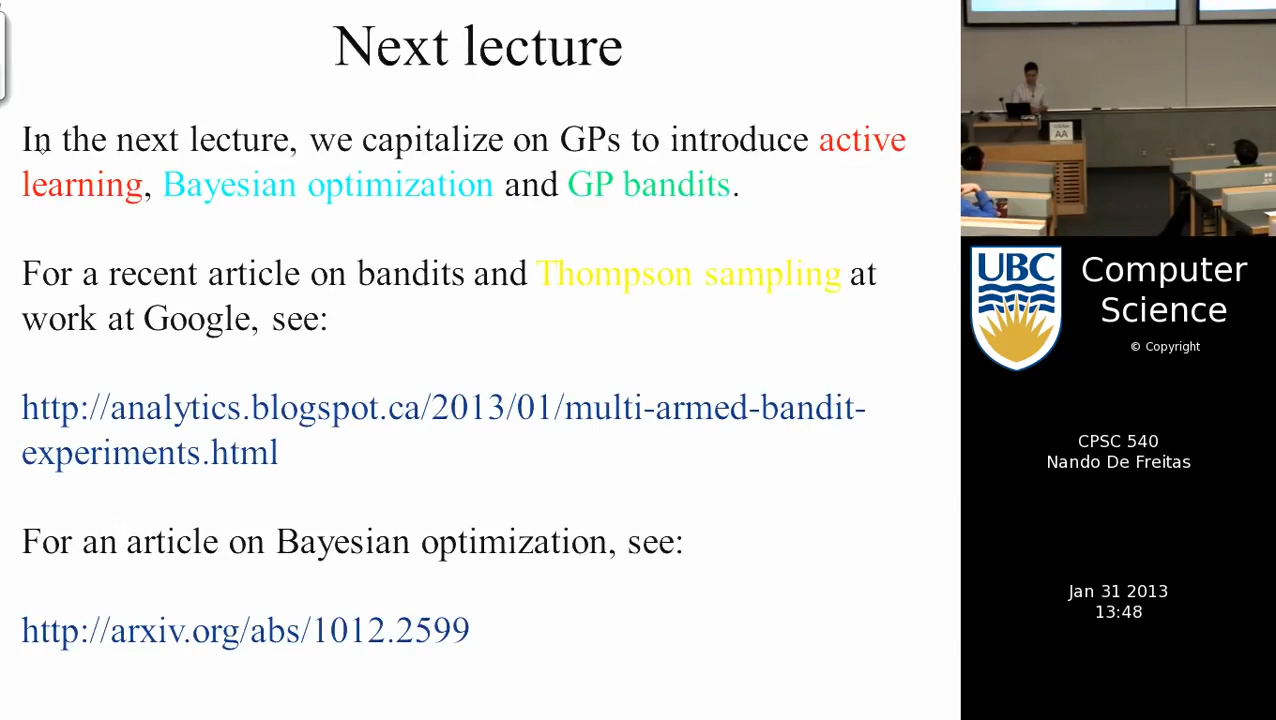 Next lecture
In the next lecture, we capitalize on GPs to introduce active
learning, Bayesian optimization and GP bandits.
For a recent article on bandits and Thompson sampling at
work at Google, see:
http://analytics.blogspot.ca/2013/01/multi-armed-bandit-
experiments.html
For an article on Bayesian optimization, see:
http://arxiv.org/abs/1012.2599
AA
UBC
Computer
Science
© Copyright
CPSC 540
Nando De Freitas
Jan 31 2013
13:48